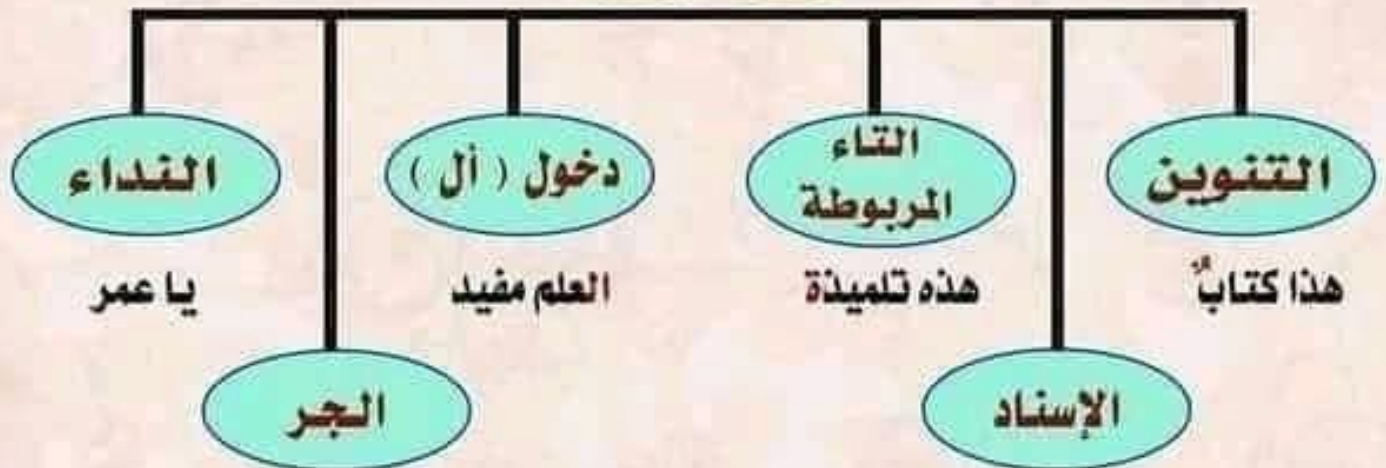 التنوين
هذا كتابٌ
التاء
المربوطة
هذه تلميذة
دخول ( أل )
العلم مفيد
النداء
يا عمر
الإسناد
الجر